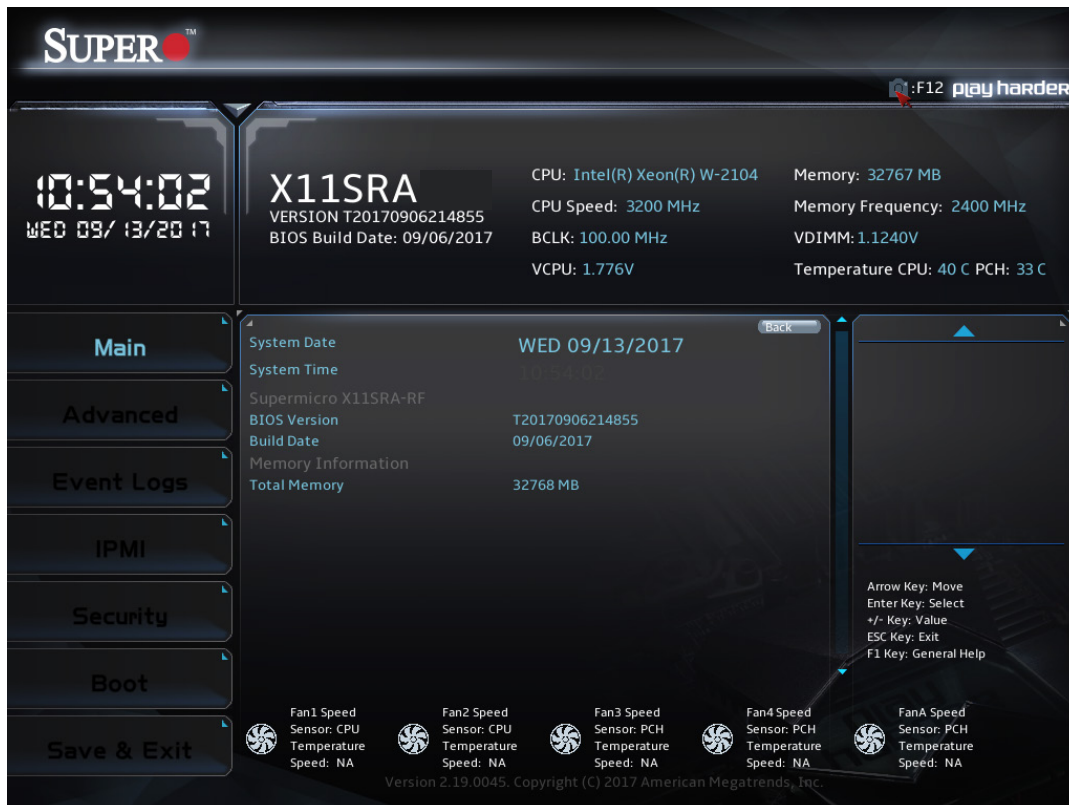 SUPER TM
:F12 play harder
10:54:02
WED 09/13/2017
X11SRA
VERSION T20170906214855
BIOS Build Date: 09/06/2017
CPU: Intel(R) Xeon(R) W-2104
CPU Speed: 3200 MHz
BCLK: 100.00 MHz
VCPU: 1.776V
Memory: 32767 MB
Memory Frequency: 2400 MHz
VDIMM: 1.1240V
Temperature CPU: 40 C PCH: 33 C
Main
Advanced
Event Logs
IPMI
Security
Boot
Save & Exit
Back
System Date WED 09/13/2017
System Time 10:54:02
Supermicro X11SRA-RF
BIOS Version T20170906214855
Build Date 09/06/2017
Memory Information
Total Memory 32768 MB
Arrow Key: Move
Enter Key: Select
+/- Key: Value
ESC Key: Exit
F1 Key: General Help
Fan1 Speed
Sensor: CPU
Temperature
Speed: NA
Fan2 Speed
Sensor: CPU
Temperature
Speed: NA
Fan3 Speed
Sensor: PCH
Temperature
Speed: NA
Fan4 Speed
Sensor: PCH
Temperature
Speed: NA
FanA Speed
Sensor: PCH
Temperature
Speed: NA
Version 2.19.0045. Copyright (C) 2017 American Megatrends, Inc.